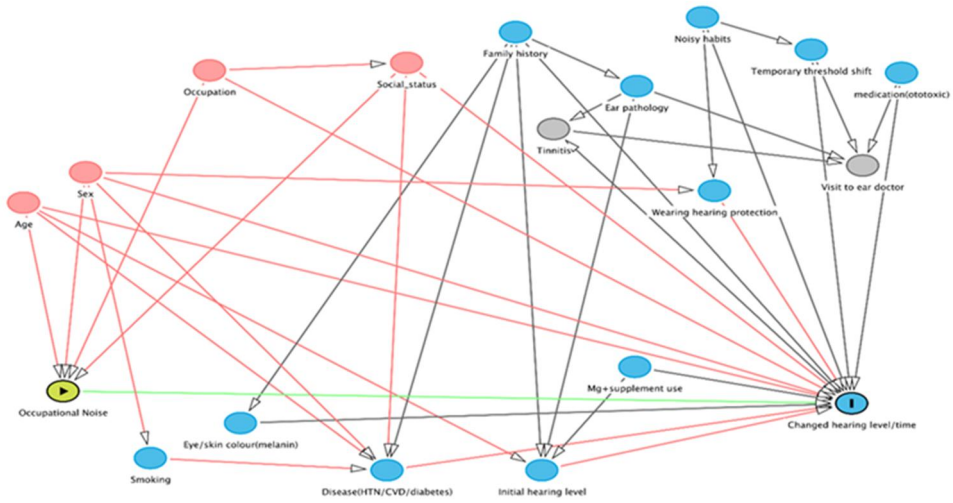 Noisy habits
Family history
Temporary threshold shift
Occupation
Social_status
medication(ototoxic)
Ear pathology
Tinnitis
Sex
Visit to ear doctor
Wearing hearing protection
Age
Mg+supplement use
Occupational Noise
Changed hearing level/time
Eye/skin colour(melanin)
Smoking
Disease(HTN/CVD/diabetes)
Initial hearing level